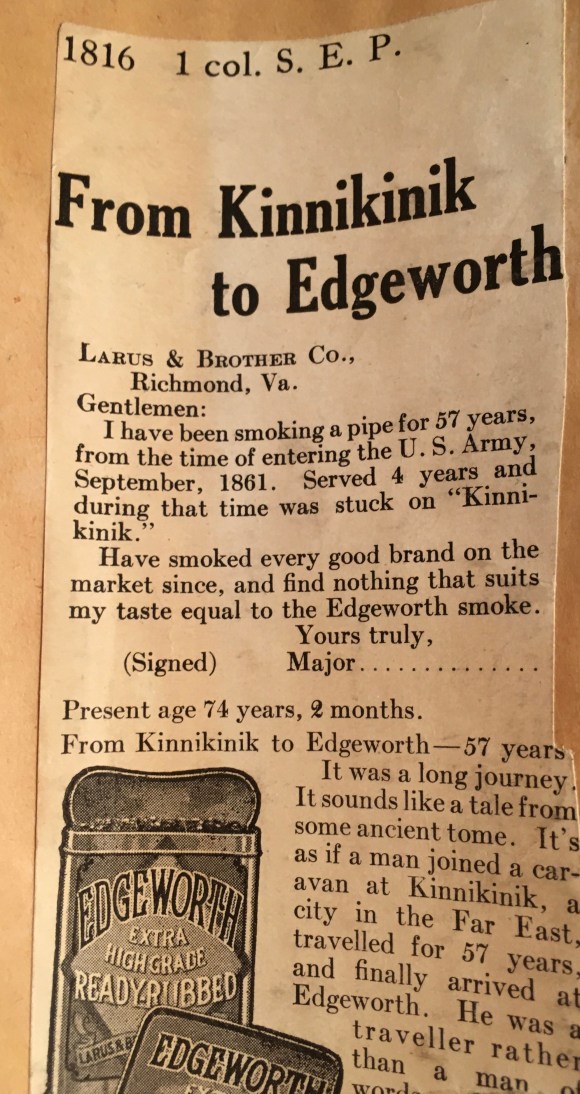 1816 1 col. S. E. P.
From Kinnikinik
to Edgeworth
LARUS & BROTHER CO.,
Richmond, Va.
Gentlemen:
I have been smoking a pipe for 57 years,
from the time of entering the U. S. Army,
September, 1861. Served 4 years and
during that time was stuck on "Kinni-
kinik."
Have smoked every good brand on the
market since, and find nothing that suits
my taste equal to the Edgeworth smoke.
Yours truly,
(Signed) Major..............
Present age 74 years, 2 months.
From Kinnikinik to Edgeworth—57 years
It was a long journey.
It sounds like a tale from
some ancient tome. It's
as if a man joined a car-
avan at Kinnikinik, a
city in the Far East,
travelled for 57 years,
and finally arrived at
Edgeworth. He was a
traveller rather
than a man of
EDGEWORTH
EXTRA
HIGH GRADE
READY-RUBBED
LARUS & B
EDGEWORTH